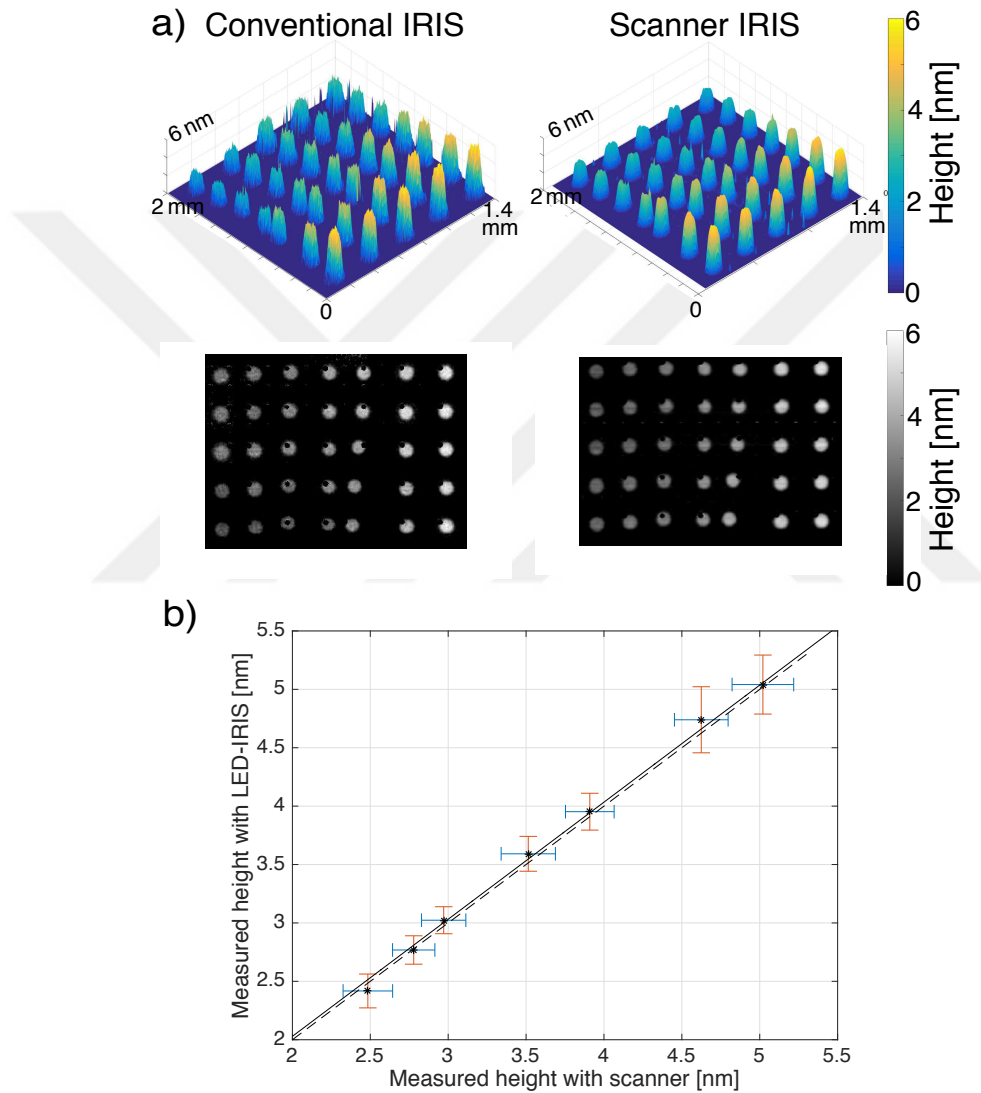 a) Conventional IRIS Scanner IRIS
6 nm
2 mm
1.4
mm
0
6 nm
2 mm
1.4
mm
0
6
4
2
0
Height [nm]
6
4
2
0
Height [nm]
b)
5.5
5
4.5
4
3.5
3
2.5
2
Measured height with LED-IRIS [nm]
2 2.5 3 3.5 4 4.5 5 5.5
Measured height with scanner [nm]